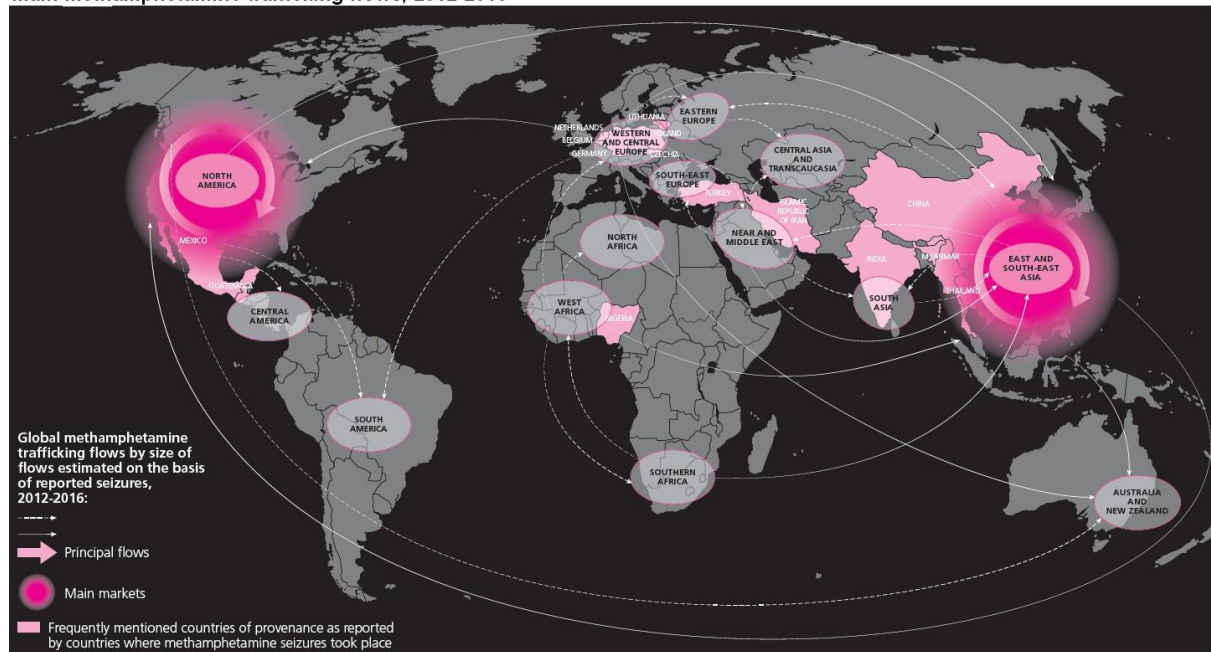 NORTH
AMERICA
MEXICO
GUATEMALA
CENTRAL
AMERICA
SOUTH
AMERICA
LITHUANIA
NETHERLANDS
BELGIUM
GERMANY
POLAND
CZECHIA
WESTERN
AND CENTRAL
EUROPE
EASTERN
EUROPE
SOUTH-EAST
EUROPE
TURKEY
CENTRAL ASIA
AND
TRANSCAUCASIA
ISLAMIC
REPUBLIC
OF IRAN
NEAR AND
MIDDLE EAST
NORTH
AFRICA
WEST
AFRICA
NIGERIA
SOUTHERN
AFRICA
CHINA
INDIA
MYANMAR
THAILAND
SOUTH
ASIA
EAST AND
SOUTH-EAST
ASIA
AUSTRALIA
AND
NEW ZEALAND
Global methamphetamine
trafficking flows by size of
flows estimated on the basis
of reported seizures,
2012-2016:
Principal flows
Main markets
Frequently mentioned countries of provenance as reported
by countries where methamphetamine seizures took place